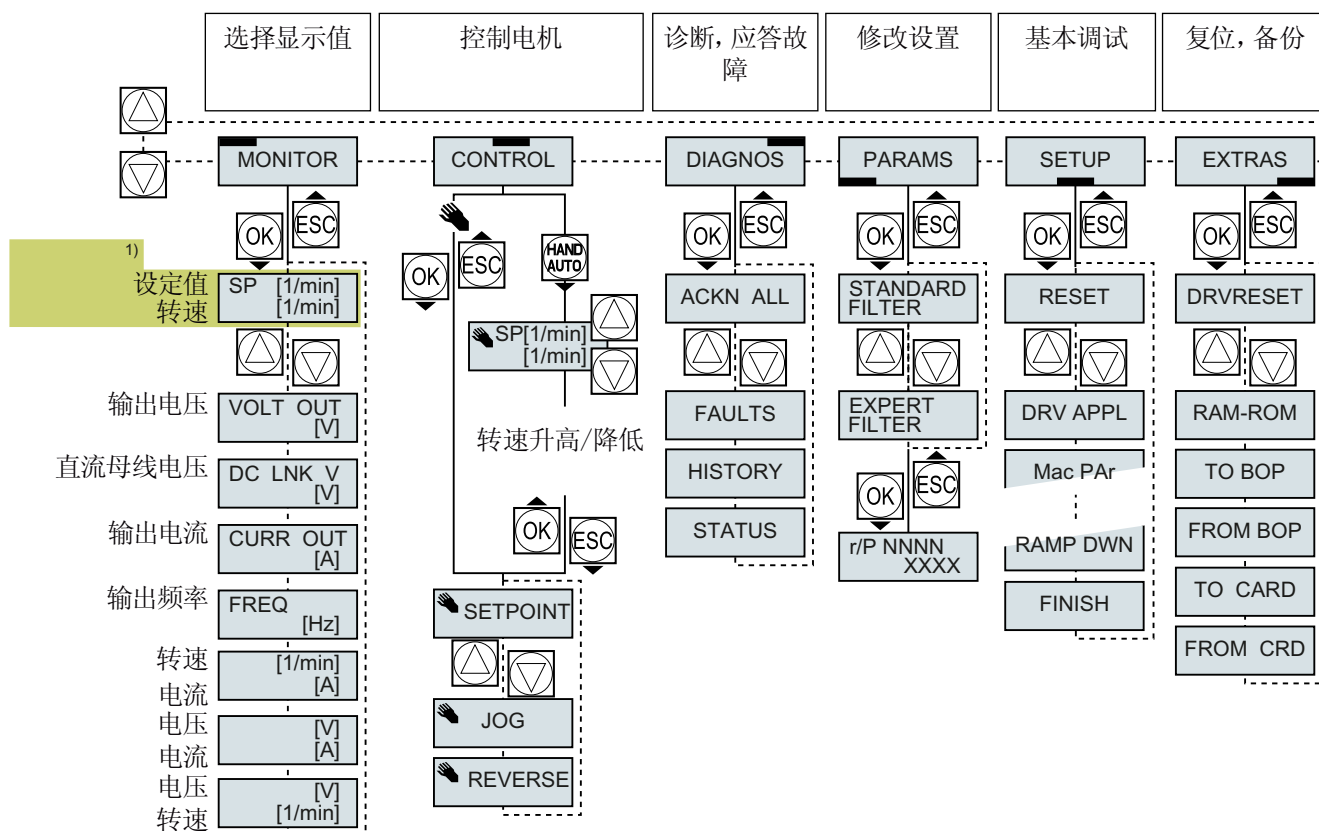 选择显示值
控制电机
诊断，应答故
障
修改设置
基本调试
复位，备份
MONITOR
CONTROL
DIAGNOS
PARAMS
SETUP
EXTRAS
OK
ESC
1)
设定值
转速
SP [1/min]
[1/min]
输出电压
VOLT OUT
[V]
直流母线电压
DC LNK V
[V]
输出电流
CURR OUT
[A]
输出频率
FREQ
[Hz]
转速
电流
[1/min]
[A]
电压
电流
[V]
[A]
电压
转速
[V]
[1/min]
OK
ESC
HAND
AUTO
SP[1/min]
[1/min]
转速升高/降低
OK
ESC
SETPOINT
JOG
REVERSE
OK
ESC
ACKN ALL
FAULTS
HISTORY
STATUS
OK
ESC
STANDARD
FILTER
EXPERT
FILTER
OK
ESC
r/P NNNN
XXXX
OK
ESC
RESET
DRV APPL
Mac PAr
RAMP DWN
FINISH
OK
ESC
DRVRESET
RAM-ROM
TO BOP
FROM BOP
TO CARD
FROM CRD